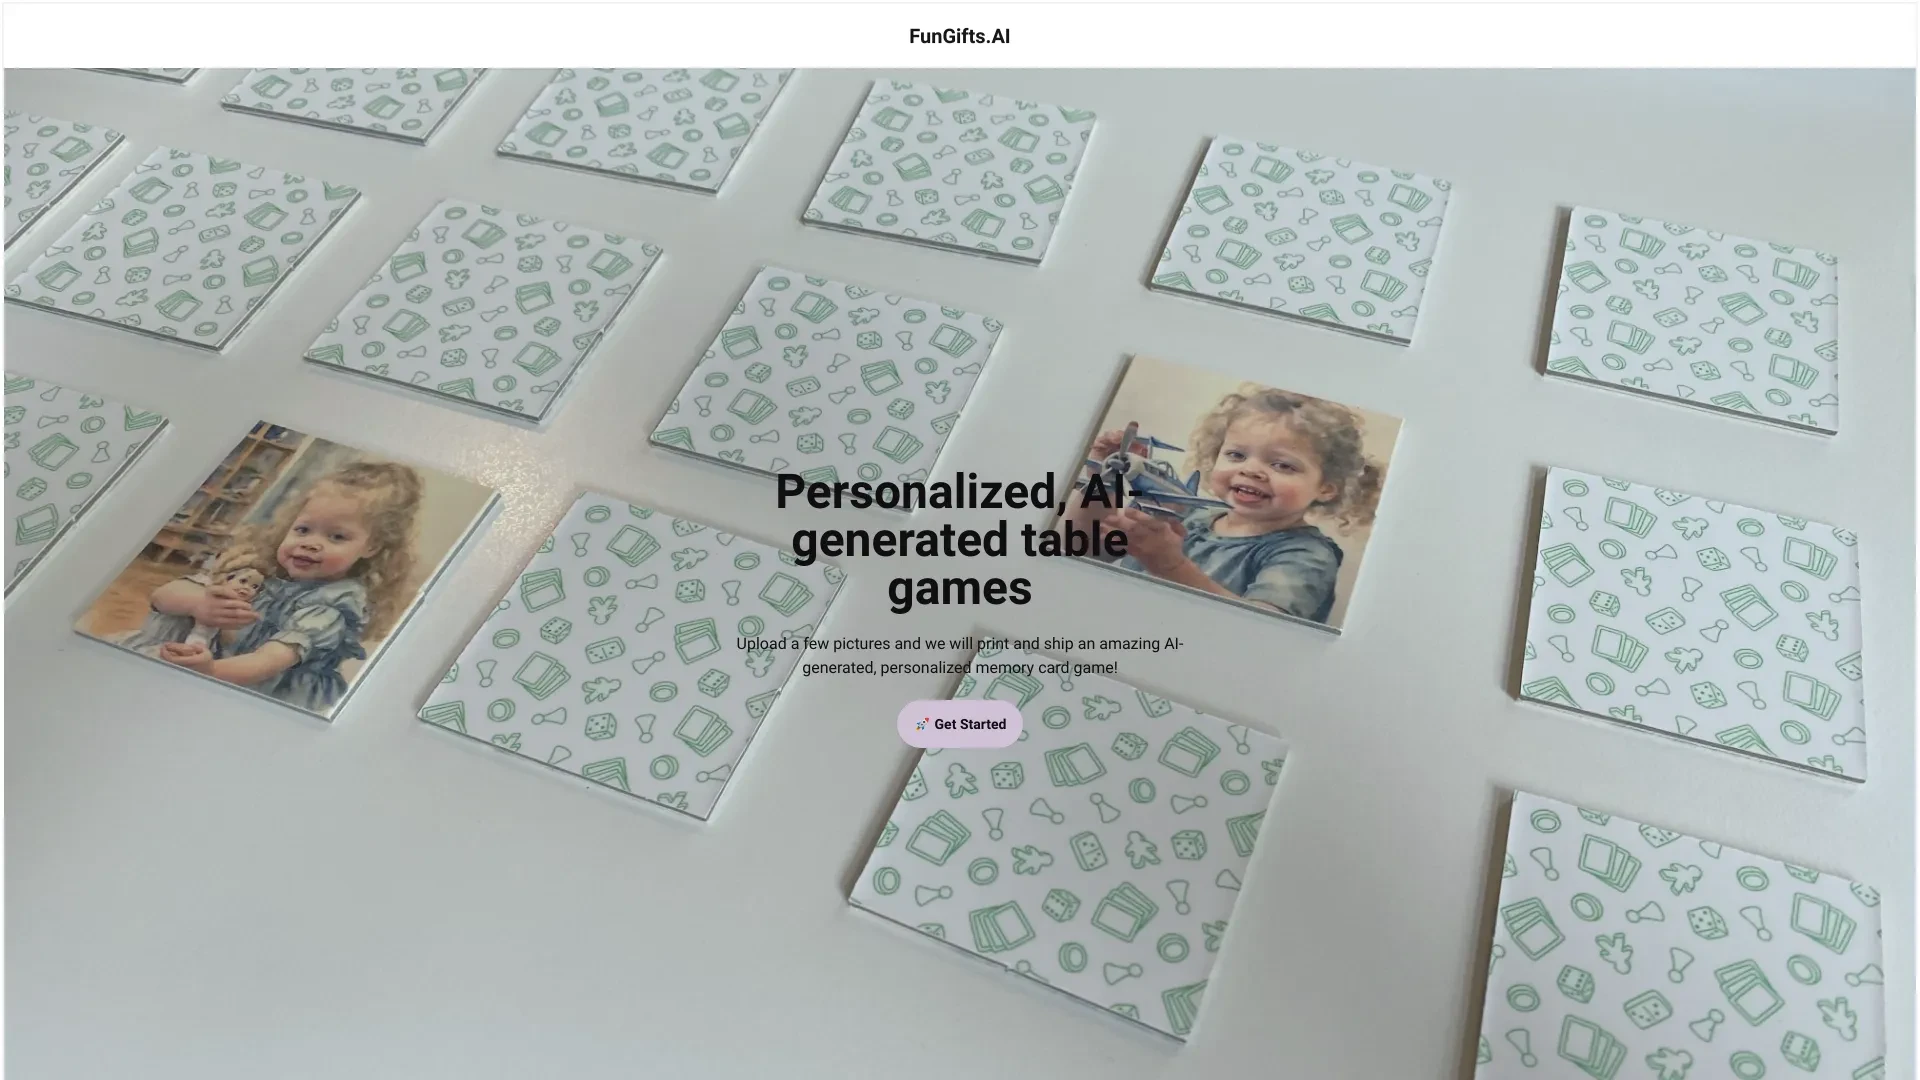 FunGifts.AI
Personalized, AI-
generated table
games
Upload a few pictures and we will print and ship an amazing AI-
generated, personalized memory card game!
🚀 Get Started